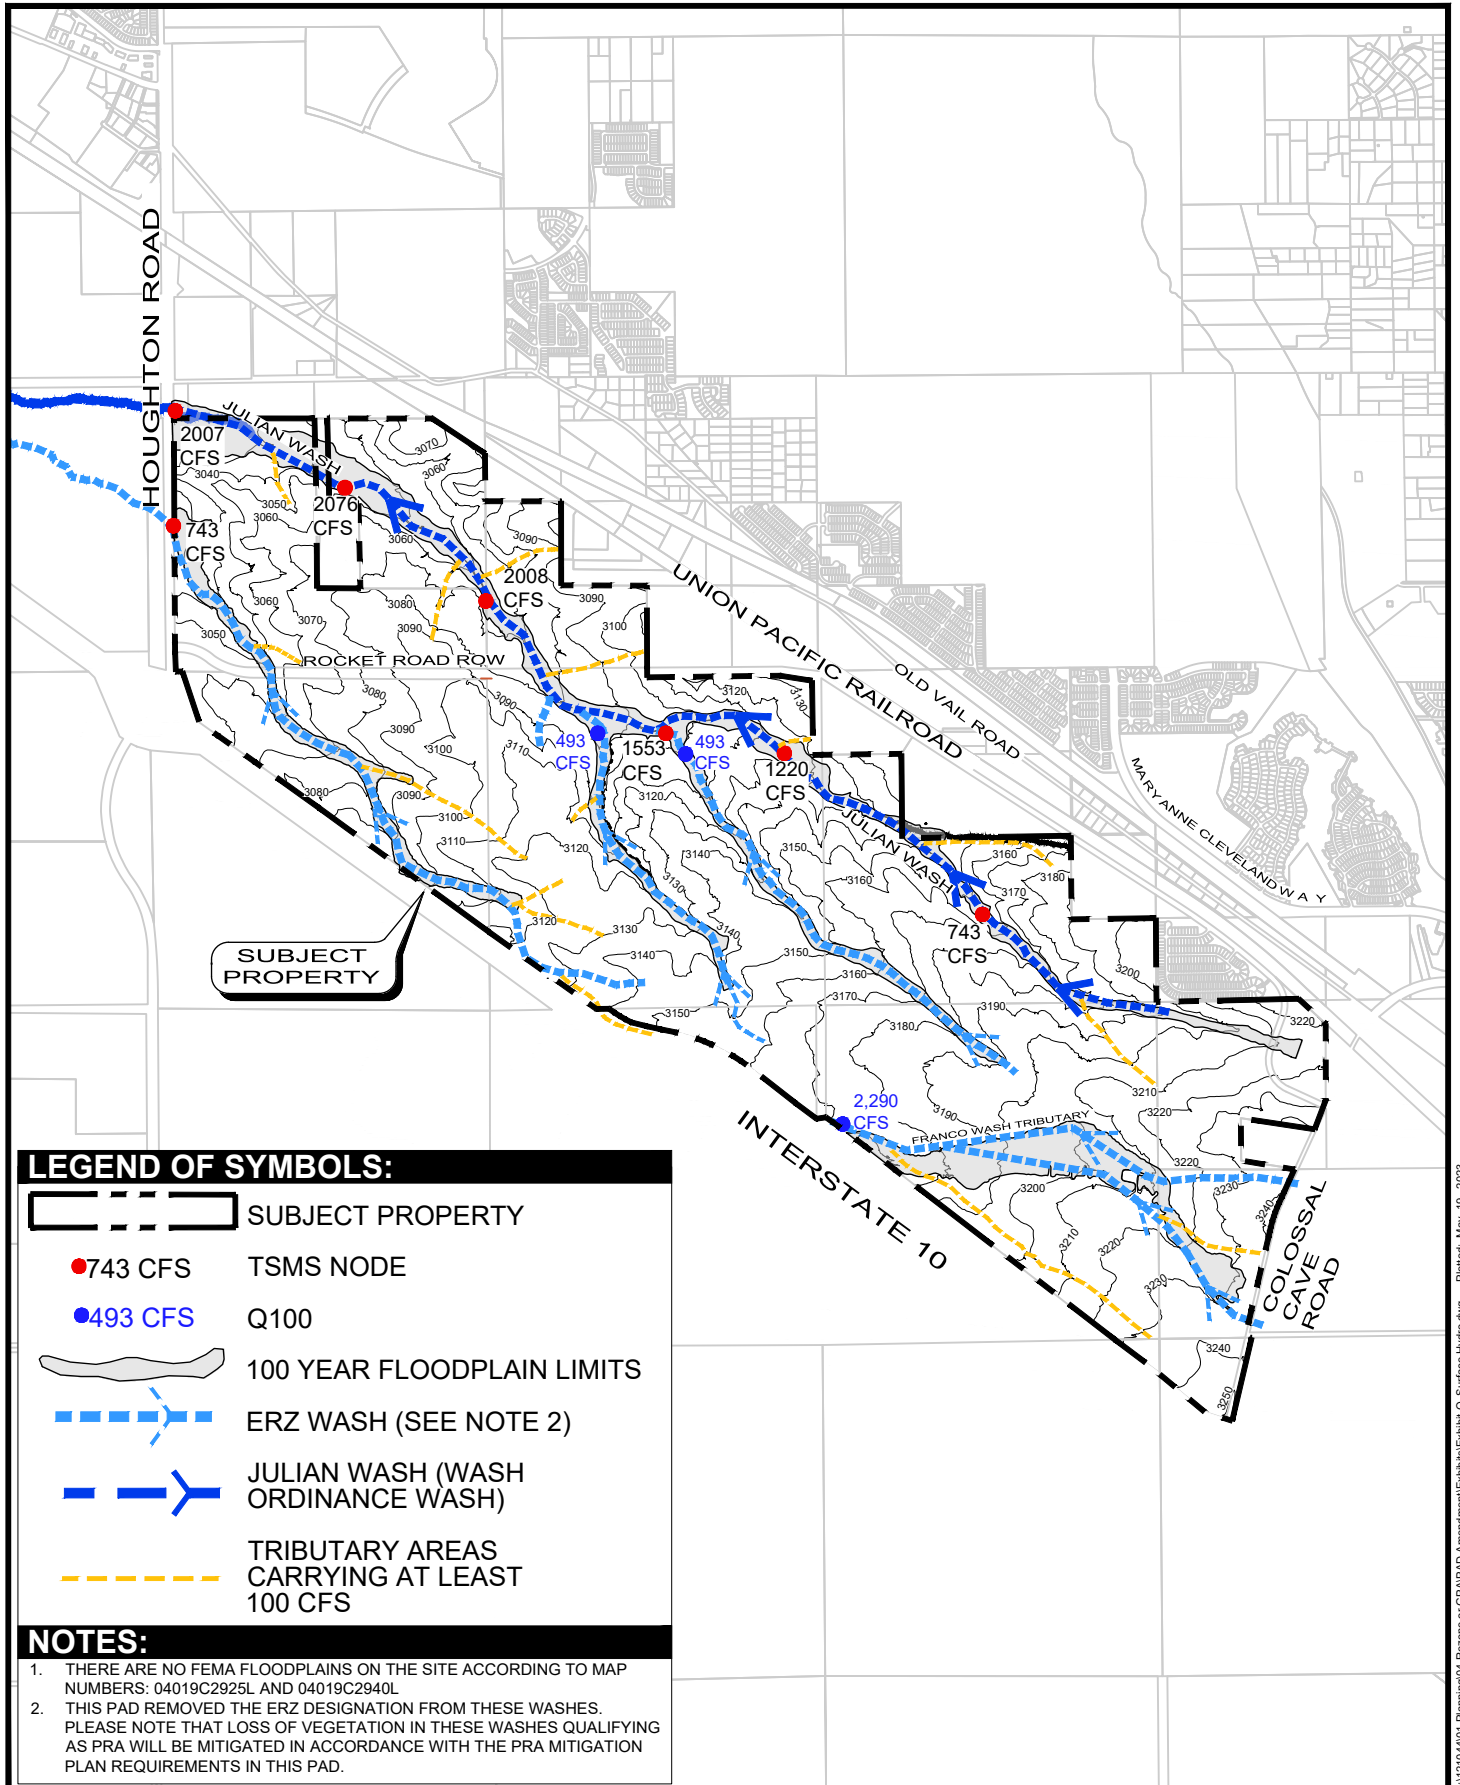 HOUGHTON ROAD
JULIAN WASH
2007
CFS
3040
3050
3060
2076
CFS
3070
3060
743
CFS
3060
3090
2008
CFS
3060
3070
3050
3080
3090
3090
3100
UNION PACIFIC RAILROAD
ROCKET ROAD ROW
OLD VAIL ROAD
3080
3090
3120
3130
3090
3100
3110
493
CFS
1553
CFS
493
CFS
1220
CFS
MARY ANNE CLEVELAND WAY
3080
3090
3100
3110
3120
3120
3140
3150
JULIAN WASH
3160
3160
3180
3130
3170
3120
3130
3140
3140
3150
743
CFS
SUBJECT
PROPERTY
3160
3200
3170
3150
3180
3190
3220
3210
3220
2,290
CFS
3190
FRANCO WASH TRIBUTARY
INTERSTATE 10
3220
3200
3230
3240
3210
3220
3230
COLOSSAL
CAVE
ROAD
3240
3250
LEGEND OF SYMBOLS:
SUBJECT PROPERTY
743 CFS TSMS NODE
493 CFS Q100
100 YEAR FLOODPLAIN LIMITS
ERZ WASH (SEE NOTE 2)
JULIAN WASH (WASH
ORDINANCE WASH)
TRIBUTARY AREAS
CARRYING AT LEAST
100 CFS
NOTES:
1. THERE ARE NO FEMA FLOODPLAINS ON THE SITE ACCORDING TO MAP
NUMBERS: 04019C2925L AND 04019C2940L
2. THIS PAD REMOVED THE ERZ DESIGNATION FROM THESE WASHES.
PLEASE NOTE THAT LOSS OF VEGETATION IN THESE WASHES QUALIFYING
AS PRA WILL BE MITIGATED IN ACCORDANCE WITH THE PRA MITIGATION
PLAN REQUIREMENTS IN THIS PAD.